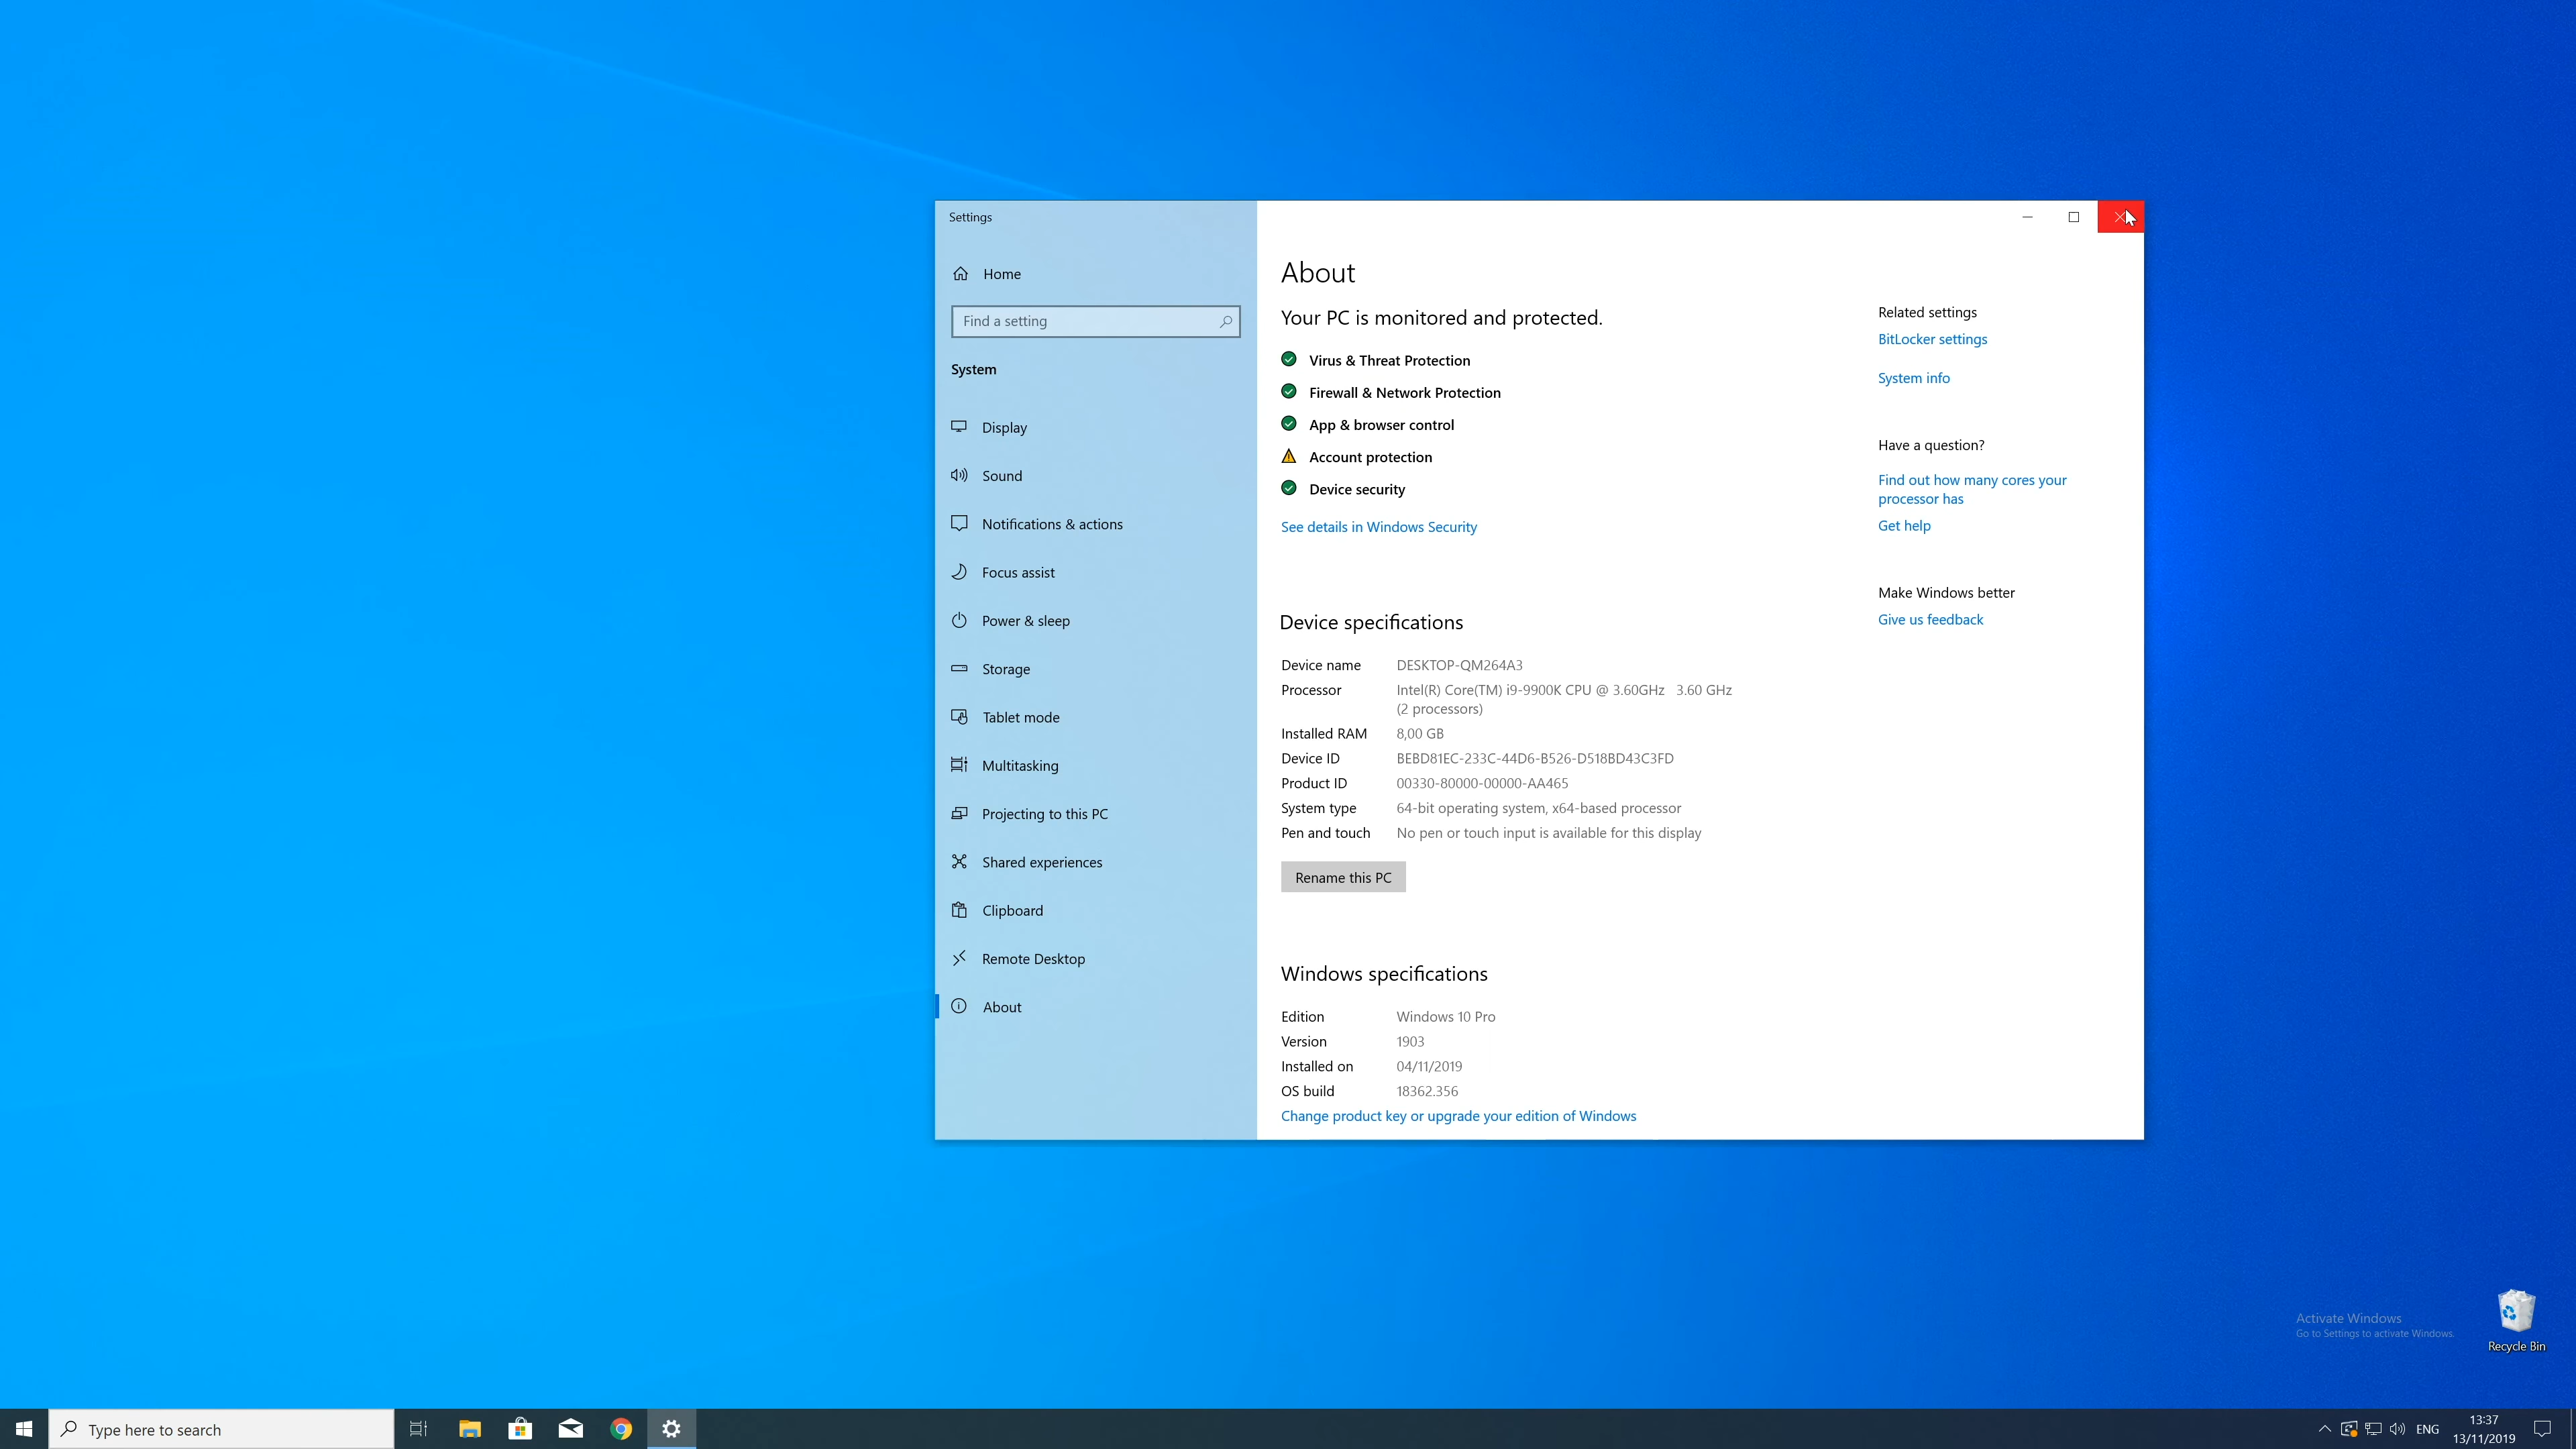 Settings
Home
Find a setting
System
Display
Sound
Notifications & actions
Focus assist
Power & sleep
Storage
Tablet mode
Multitasking
Projecting to this PC
Shared experiences
Clipboard
Remote Desktop
About
About
Your PC is monitored and protected.
Virus & Threat Protection
Firewall & Network Protection
App & browser control
Account protection
Device security
See details in Windows Security
Device specifications
Device name DESKTOP-QM264A3
Processor Intel(R) Core(TM) i9-9900K CPU @ 3.60GHz 3.60 GHz
(2 processors)
Installed RAM 8,00 GB
Device ID BEBD81EC-233C-44D6-B526-D518BD43C3FD
Product ID 00330-80000-00000-AA465
System type 64-bit operating system, x64-based processor
Pen and touch No pen or touch input is available for this display
Rename this PC
Windows specifications
Edition Windows 10 Pro
Version 1903
Installed on 04/11/2019
OS build 18362.356
Change product key or upgrade your edition of Windows
Related settings
BitLocker settings
System info
Have a question?
Find out how many cores your
processor has
Get help
Make Windows better
Give us feedback
Activate Windows
Go to Settings to activate Windows.
Recycle Bin
Type here to search
ENG
13:37
13/11/2019